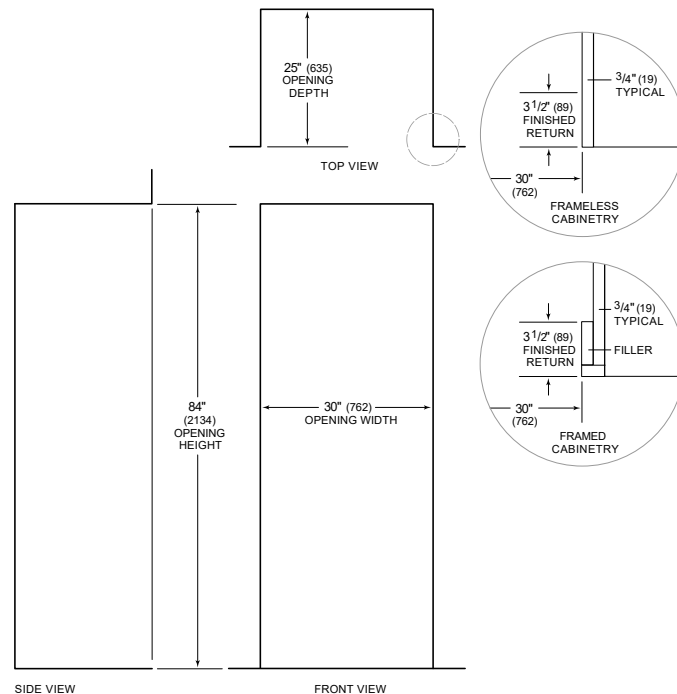 25" (635)
OPENING
DEPTH
TOP VIEW
3/4" (19)
TYPICAL
3 1/2" (89)
FINISHED
RETURN
30"
(762)
FRAMELESS
CABINETRY
3/4" (19)
TYPICAL
3 1/2" (89)
FINISHED
RETURN
FILLER
30"
(762)
FRAMED
CABINETRY
84"
(2134)
OPENING
HEIGHT
30" (762)
OPENING WIDTH
SIDE VIEW
FRONT VIEW